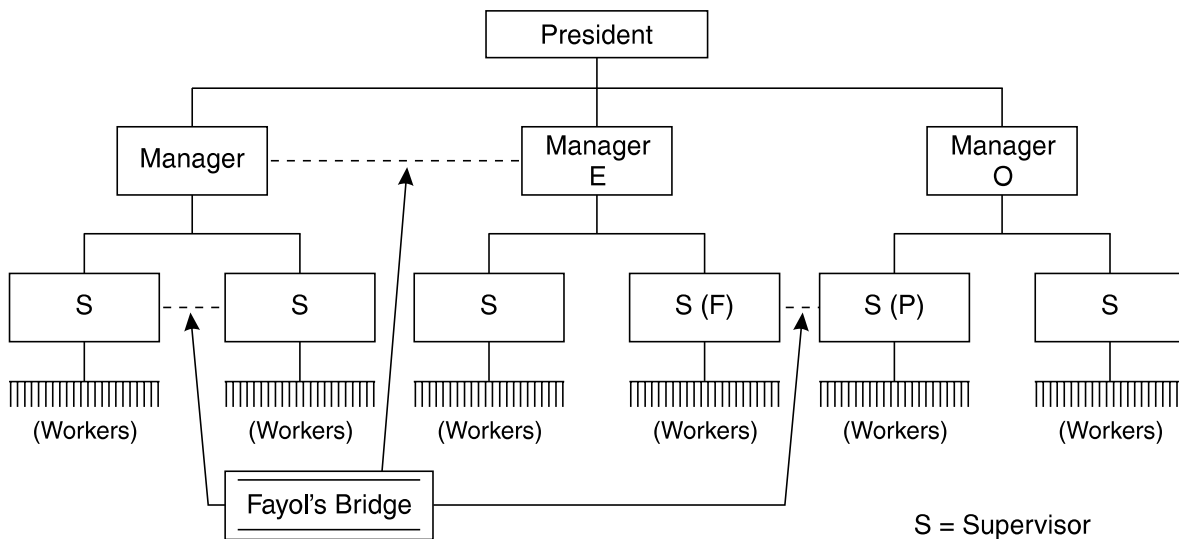 President
Manager
Manager
E
Manager
O
S
S
S
S (F)
S (P)
S
(Workers)
(Workers)
(Workers)
(Workers)
(Workers)
(Workers)
Fayol's Bridge
S = Supervisor